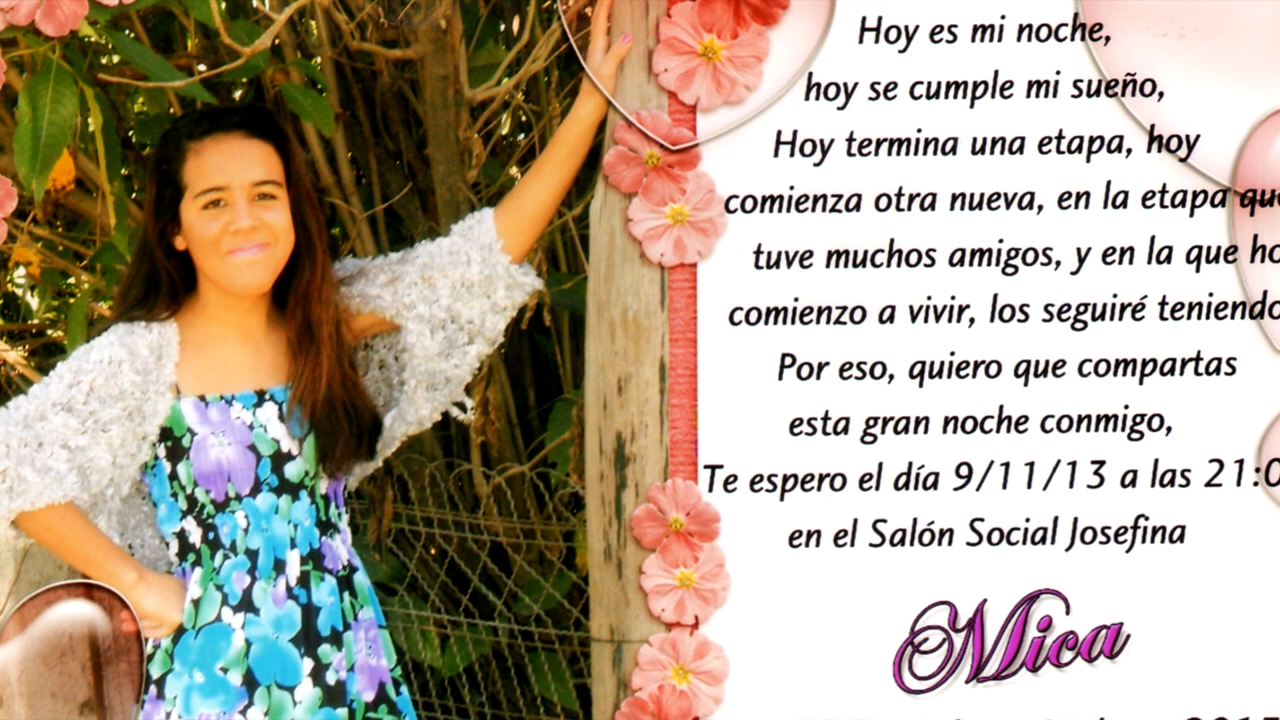 Hoy es mi noche,
hoy se cumple mi sueño,
Hoy termina una etapa, hoy
comienza otra nueva, en la etapa que
tuve muchos amigos, y en la que
comienzo a vivir, los seguiré teniendo
Por eso, quiero que compartas
esta gran noche conmigo,
Te espero el día 9/11/13 a las
en el Salón Social Josefina
Mica